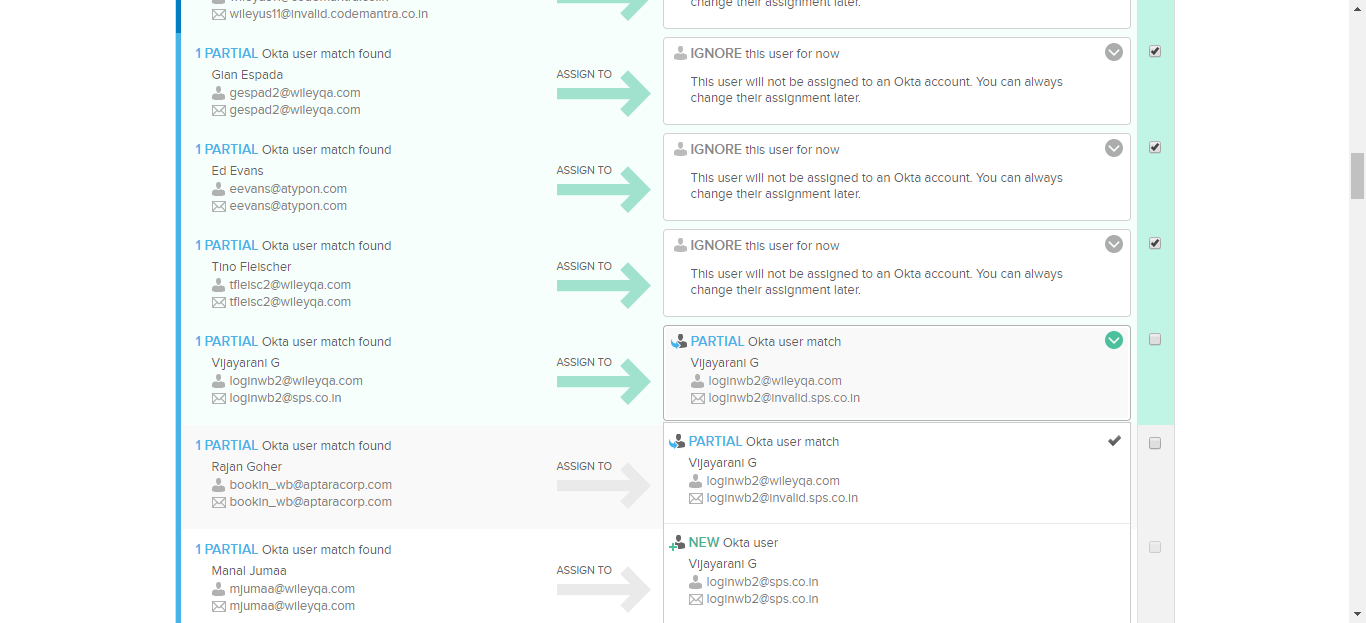 wileyus11@invalid.codemantra.co.in
change their assignment later.
1 PARTIAL Okta user match found
Gian Espada
gespad2@wileyqa.com
gespad2@wileyqa.com
ASSIGN TO
IGNORE this user for now
This user will not be assigned to an Okta account. You can always
change their assignment later.
1 PARTIAL Okta user match found
Ed Evans
eevans@atypon.com
eevans@atypon.com
ASSIGN TO
IGNORE this user for now
This user will not be assigned to an Okta account. You can always
change their assignment later.
1 PARTIAL Okta user match found
Tino Fleischer
tfleisc2@wileyqa.com
tfleisc2@wileyqa.com
ASSIGN TO
IGNORE this user for now
This user will not be assigned to an Okta account. You can always
change their assignment later.
1 PARTIAL Okta user match found
Vijayarani G
loginwb2@wileyqa.com
loginwb2@sps.co.in
ASSIGN TO
PARTIAL Okta user match
Vijayarani G
loginwb2@wileyqa.com
loginwb2@invalid.sps.co.in
1 PARTIAL Okta user match found
Rajan Goher
bookin_wb@aptaracorp.com
bookin_wb@aptaracorp.com
ASSIGN TO
PARTIAL Okta user match
Vijayarani G
loginwb2@wileyqa.com
loginwb2@invalid.sps.co.in
1 PARTIAL Okta user match found
Manal Jumaa
mjumaa@wileyqa.com
mjumaa@wileyqa.com
ASSIGN TO
NEW Okta user
Vijayarani G
loginwb2@sps.co.in
loginwb2@sps.co.in